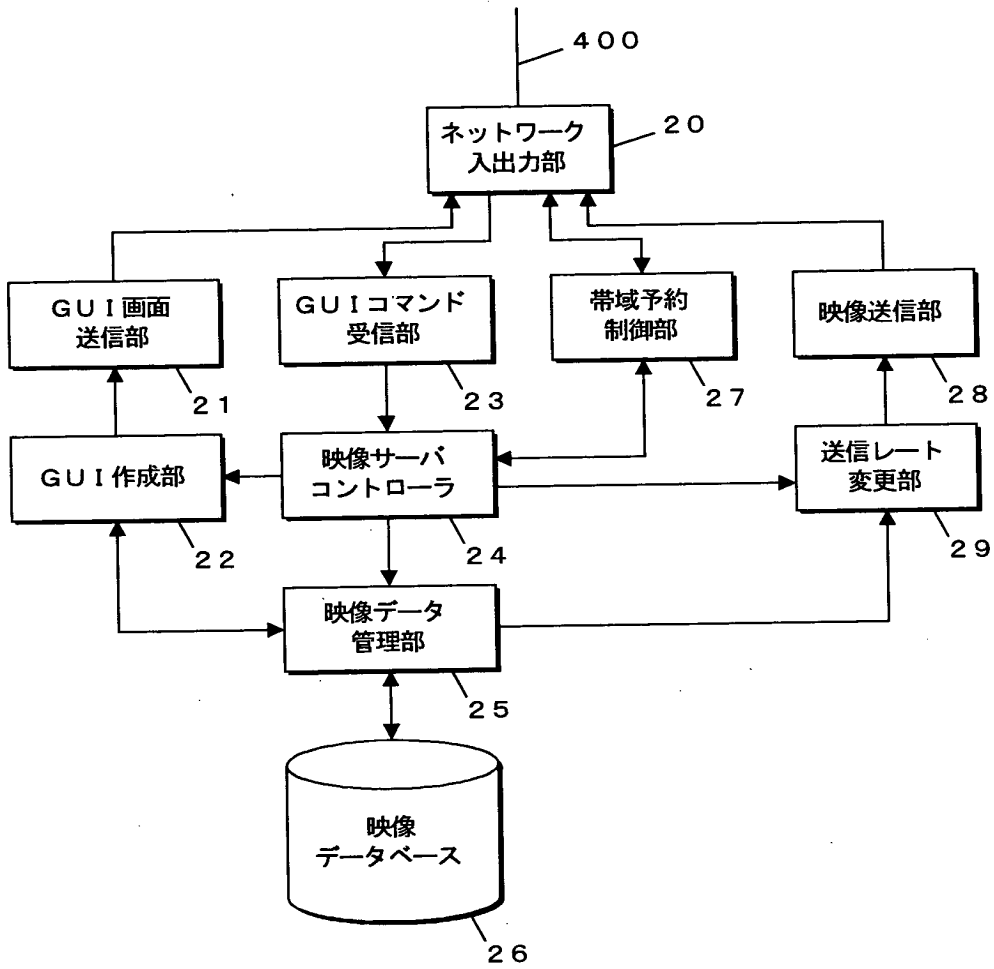 400
ネットワーク
入出力部
20
GUI画面
送信部
21
GUIコマンド
受信部
23
帯域予約
制御部
27
映像送信部
28
GUI作成部
22
映像サーバ
コントローラ
24
送信レート
変更部
29
映像データ
管理部
25
映像
データベース
26